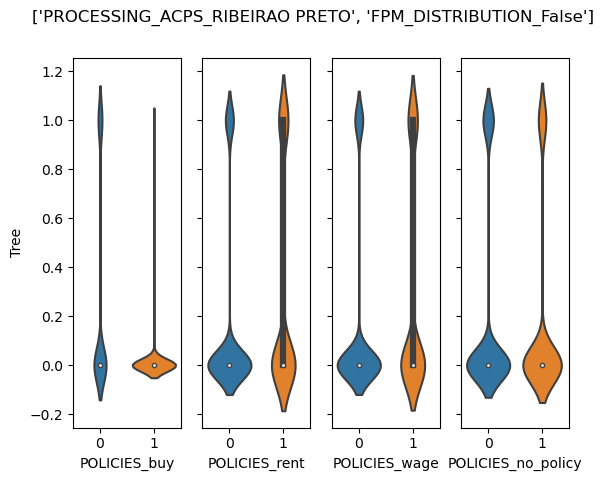 ['PROCESSING_ACPS_RIBEIRAO PRETO', 'FPM_DISTRIBUTION_False']
1.2
1.0
0.8
0.6
0.4
0.2
0.0
−0.2
Tree
0 1 0 1 0 1 0 1
POLICIES_buy POLICIES_rent POLICIES_wage POLICIES_no_policy